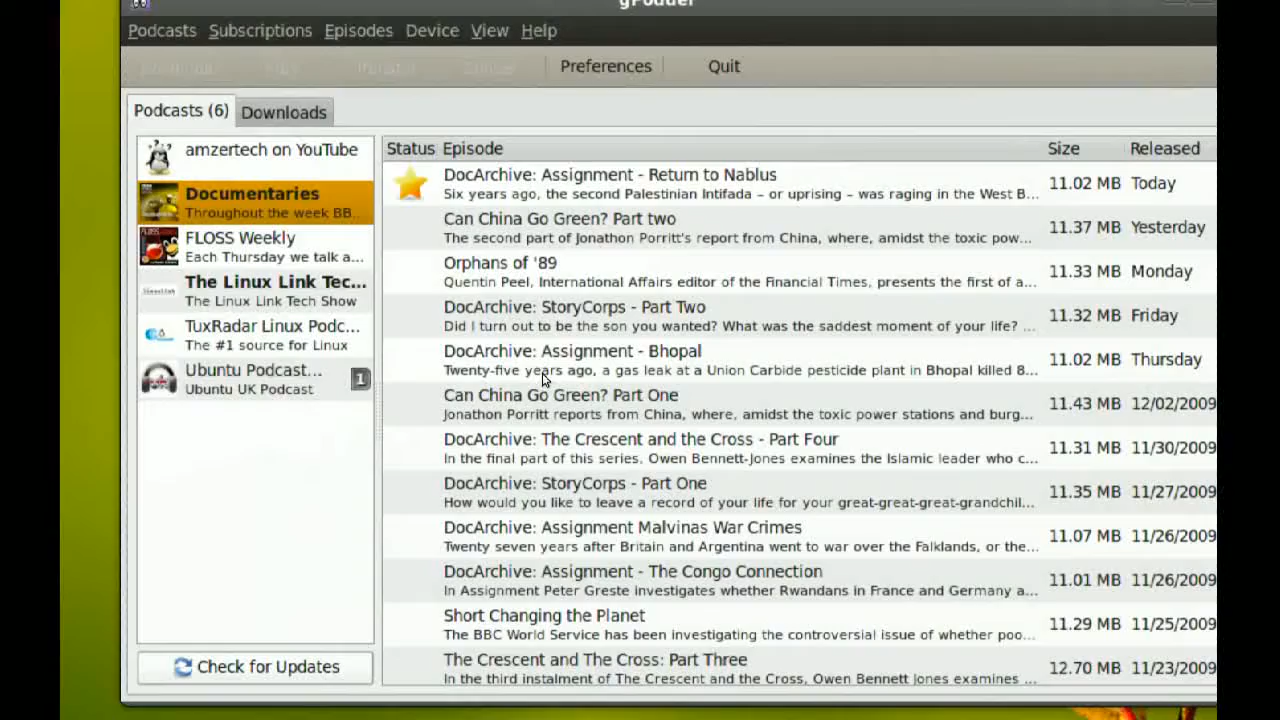 gPodder
Podcasts Subscriptions Episodes Device View Help
Preferences Quit
Podcasts (6) Downloads
amzertech on YouTube
Documentaries
Throughout the week BB...
FLOSS Weekly
Each Thursday we talk a...
The Linux Link Tec...
The Linux Link Tech Show
TuxRadar Linux Podc...
The #1 source for Linux
Ubuntu Podcast...
Ubuntu UK Podcast
1
Check for Updates
Status Episode Size Released
DocArchive: Assignment - Return to Nablus
Six years ago, the second Palestinian Intifada – or uprising – was raging in the West B...
11.02 MB Today
Can China Go Green? Part two
The second part of Jonathon Porritt's report from China, where, amidst the toxic pow...
11.37 MB Yesterday
Orphans of '89
Quentin Peel, International Affairs editor of the Financial Times, presents the first of a...
11.33 MB Monday
DocArchive: StoryCorps - Part Two
Did I turn out to be the son you wanted? What was the saddest moment of your life? ...
11.32 MB Friday
DocArchive: Assignment - Bhopal
Twenty-five years ago, a gas leak at a Union Carbide pesticide plant in Bhopal killed 8...
11.02 MB Thursday
Can China Go Green? Part One
Jonathon Porritt reports from China, where, amidst the toxic power stations and burg...
11.43 MB 12/02/2009
DocArchive: The Crescent and the Cross - Part Four
In the final part of this series, Owen Bennett-Jones examines the Islamic leader who c...
11.31 MB 11/30/2009
DocArchive: StoryCorps - Part One
How would you like to leave a record of your life for your great-great-great-grandchil...
11.35 MB 11/27/2009
DocArchive: Assignment Malvinas War Crimes
Twenty seven years after Britain and Argentina went to war over the Falklands, or the...
11.07 MB 11/26/2009
DocArchive: Assignment - The Congo Connection
In Assignment Peter Greste investigates whether Rwandans in France and Germany a...
11.01 MB 11/26/2009
Short Changing the Planet
The BBC World Service has been investigating the controversial issue of whether poo...
11.29 MB 11/25/2009
The Crescent and The Cross: Part Three
In the third instalment of The Crescent and the Cross, Owen Bennett Jones examines ...
12.70 MB 11/23/2009